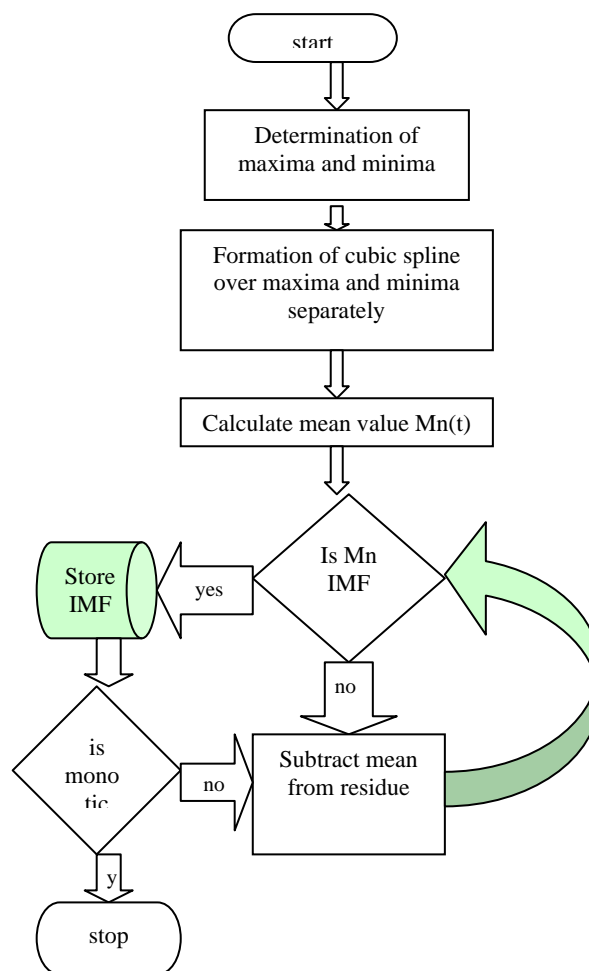 start
Determination of
maxima and minima
Formation of cubic spline
over maxima and minima
separately
Calculate mean value Mn(t)
Is Mn
IMF
yes
Store
IMF
no
is
mono
tic
no
Subtract mean
from residue
y
stop